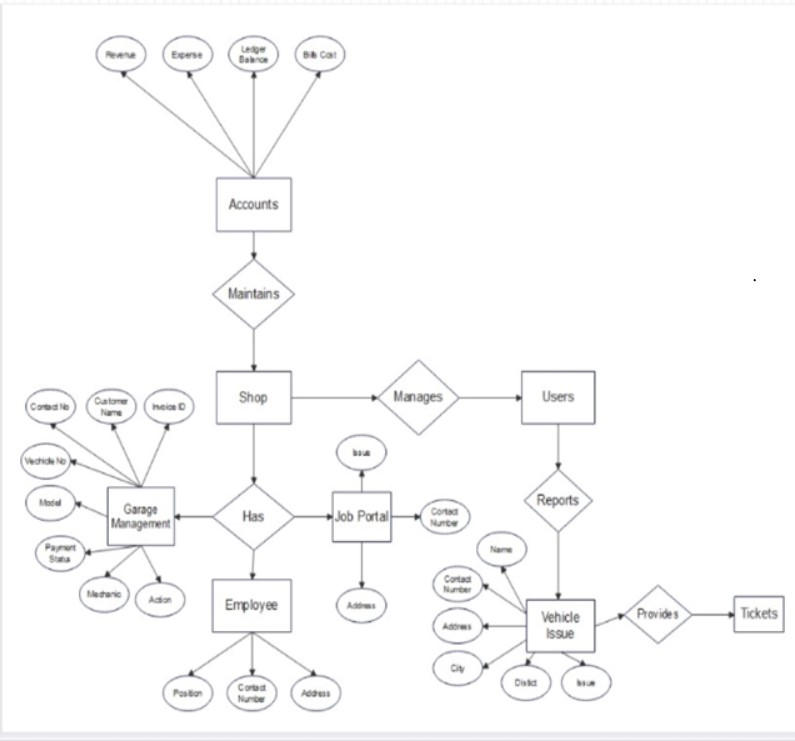 Revenue
Expense
Ledger
Balance
Bills Cost
Accounts
Maintains
Shop
Manages
Users
Contact No
Customer
Name
Invoice ID
Vechicle No
Model
Garage
Management
Payment
Status
Mechanic
Action
Has
Issue
Job Portal
Contact
Number
Address
Employee
Position
Contact
Number
Address
Reports
Name
Contact
Number
Address
City
Distict
Issue
Vehicle
Issue
Provides
Tickets